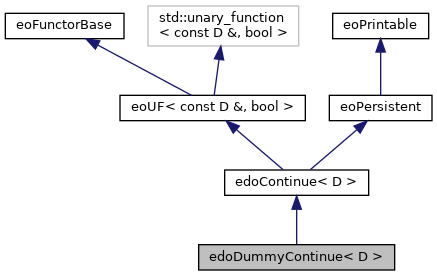 eoFunctorBase
std::unary_function
< const D &, bool >
eoPrintable
eoUF< const D &, bool >
eoPersistent
edoContinue< D >
edoDummyContinue< D >